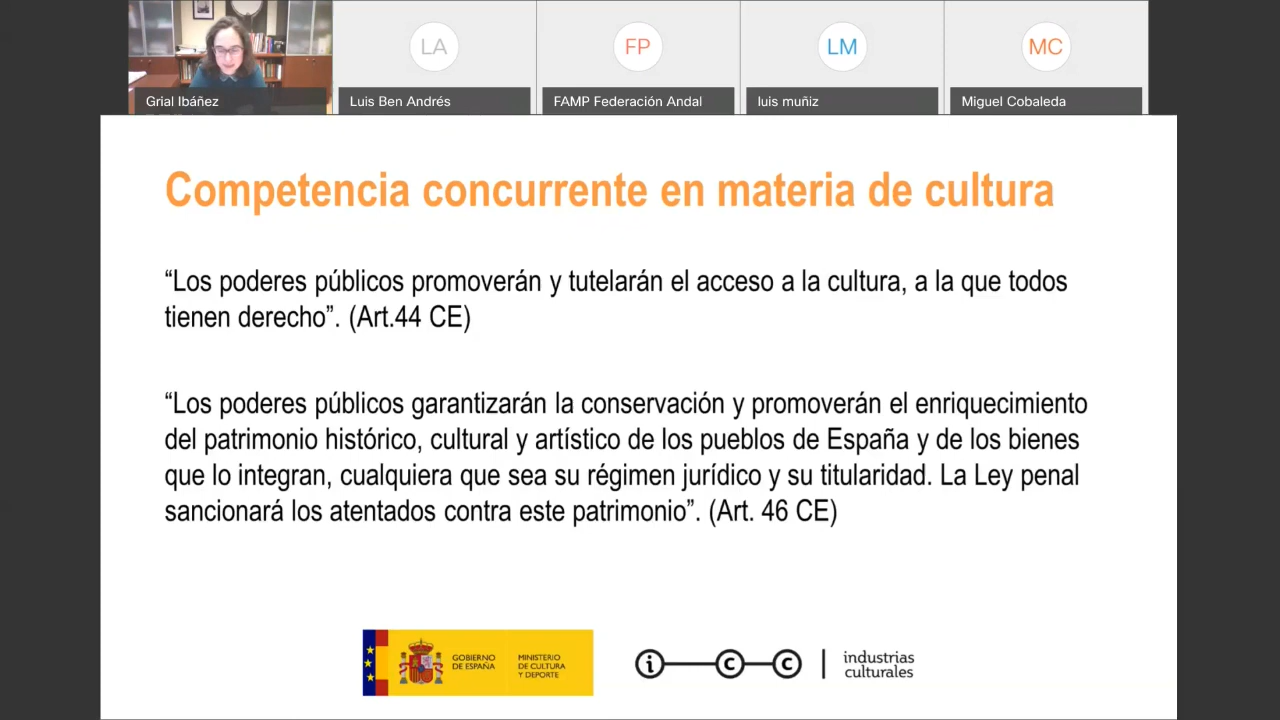 LA
FP
LM
MC
Grial Ibáñez
Luis Ben Andrés
FAMP Federación Andal
luis muñiz
Miguel Cobaleda
Competencia concurrente en materia de cultura
“Los poderes públicos promoverán y tutelarán el acceso a la cultura, a la que todos
tienen derecho”. (Art.44 CE)
“Los poderes públicos garantizarán la conservación y promoverán el enriquecimiento
del patrimonio histórico, cultural y artístico de los pueblos de España y de los bienes
que lo integran, cualquiera que sea su régimen jurídico y su titularidad. La Ley penal
sancionará los atentados contra este patrimonio”. (Art. 46 CE)
GOBIERNO
DE ESPAÑA
MINISTERIO
DE CULTURA
Y DEPORTE
i c c
industrias
culturales